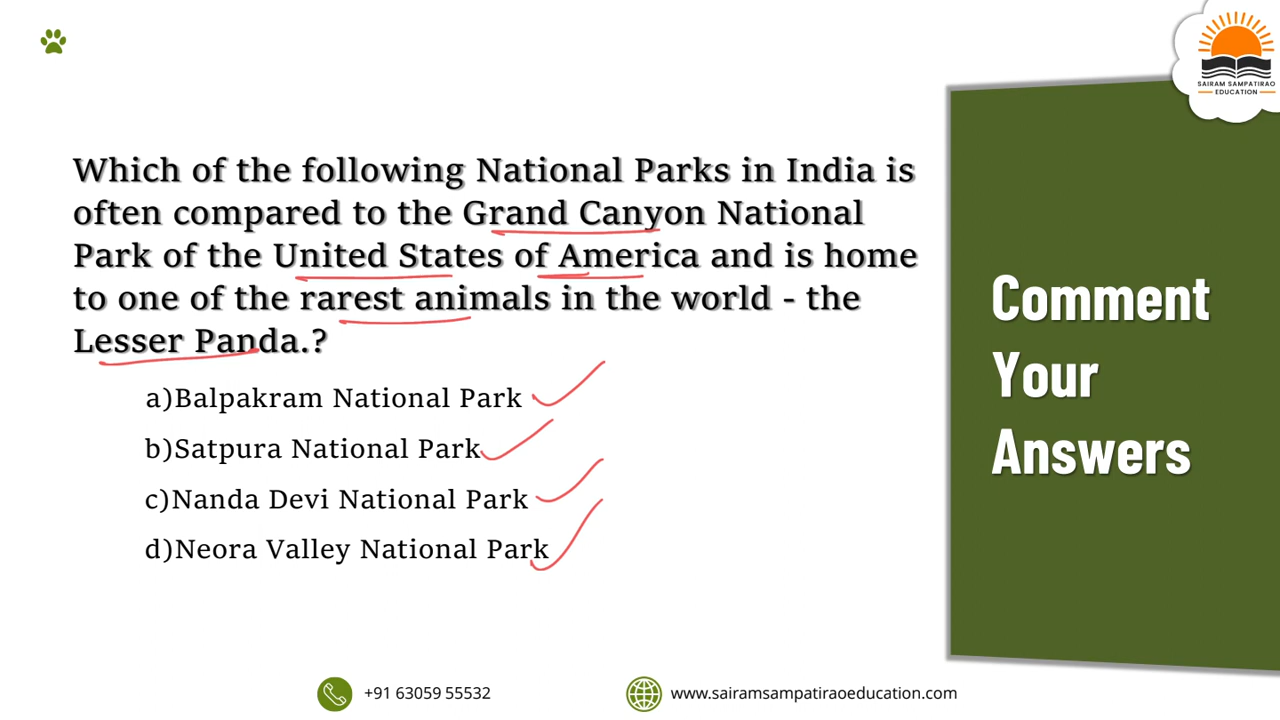 SAIRAM SAMPATIRAO
EDUCATION
Which of the following National Parks in India is
often compared to the Grand Canyon National
Park of the United States of America and is home
to one of the rarest animals in the world - the
Lesser Panda.?
a)Balpakram National Park
b)Satpura National Park
c)Nanda Devi National Park
d)Neora Valley National Park
Comment
Your
Answers
+91 63059 55532
www.sairamsampatiraoeducation.com